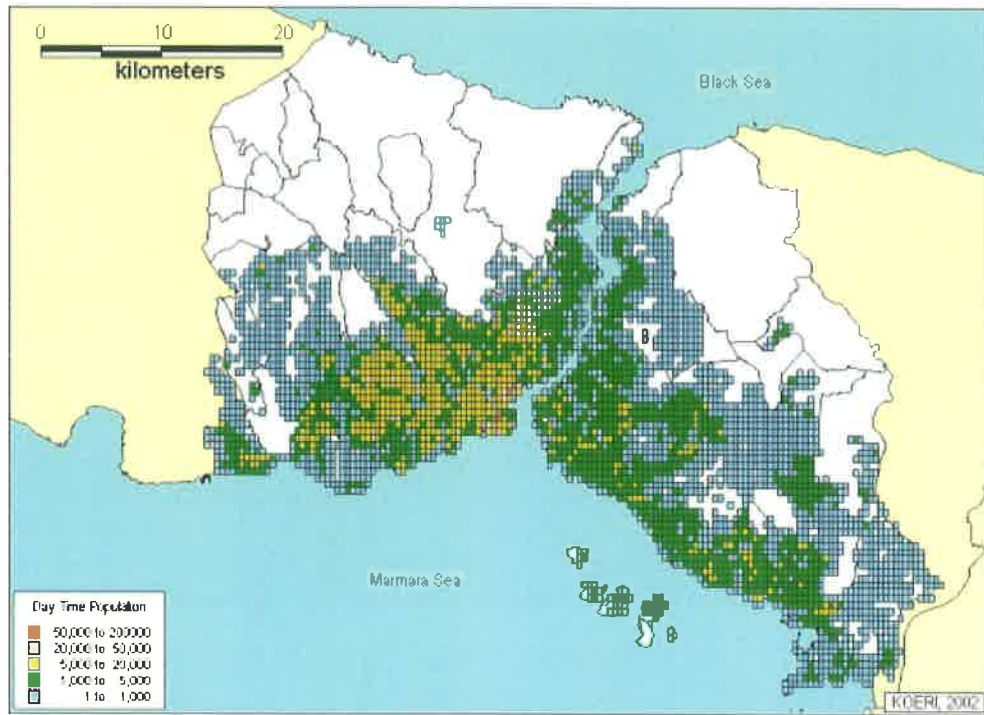 0 10 20
kilometers
Black Sea
Marmara Sea
Day Time Population
50,000 to 200000
20,000 to 50,000
5,000 to 20,000
1,000 to 5,000
1 to 1,000
KOERI, 2002